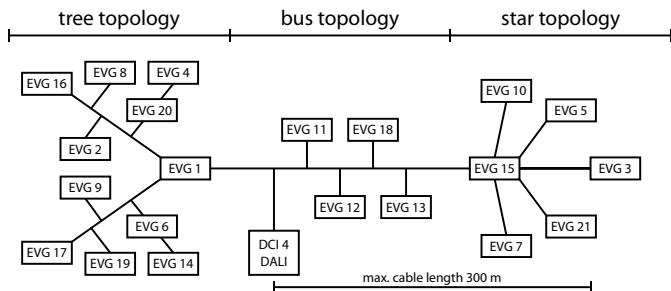 tree topology
bus topology
star topology
EVG 16
EVG 8
EVG 4
EVG 20
EVG 2
EVG 1
EVG 9
EVG 6
EVG 17
EVG 19
EVG 14
EVG 11
EVG 18
EVG 12
EVG 13
DCI 4
DALI
EVG 10
EVG 5
EVG 15
EVG 3
EVG 21
EVG 7
max. cable length 300 m